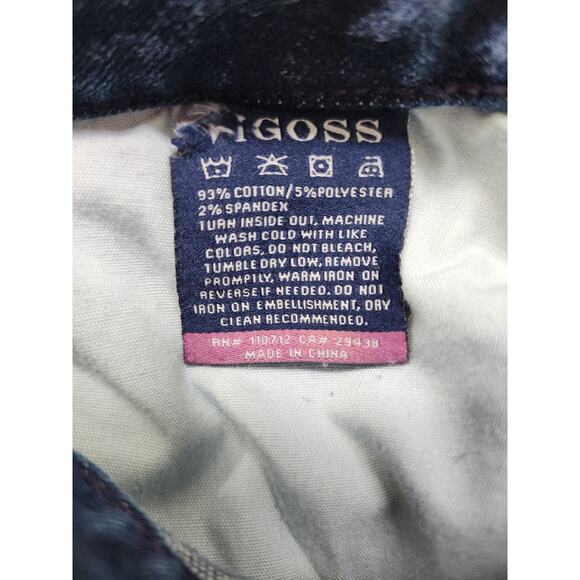 ViGOSS
93% COTTON/5%POLYESTER
2% SPANDEX
TURN INSIDE OUT, MACHINE
WASH COLD WITH LIKE
COLORS, DO NOT BLEACH,
TUMBLE DRY LOW, REMOVE
PROMPTLY, WARM IRON ON
REVERSE IF NEEDED. DO NOT
IRON ON EMBELLISHMENT, DRY
CLEAN RECOMMENDED.
RN# 110712 CA# 29438
MADE IN CHINA